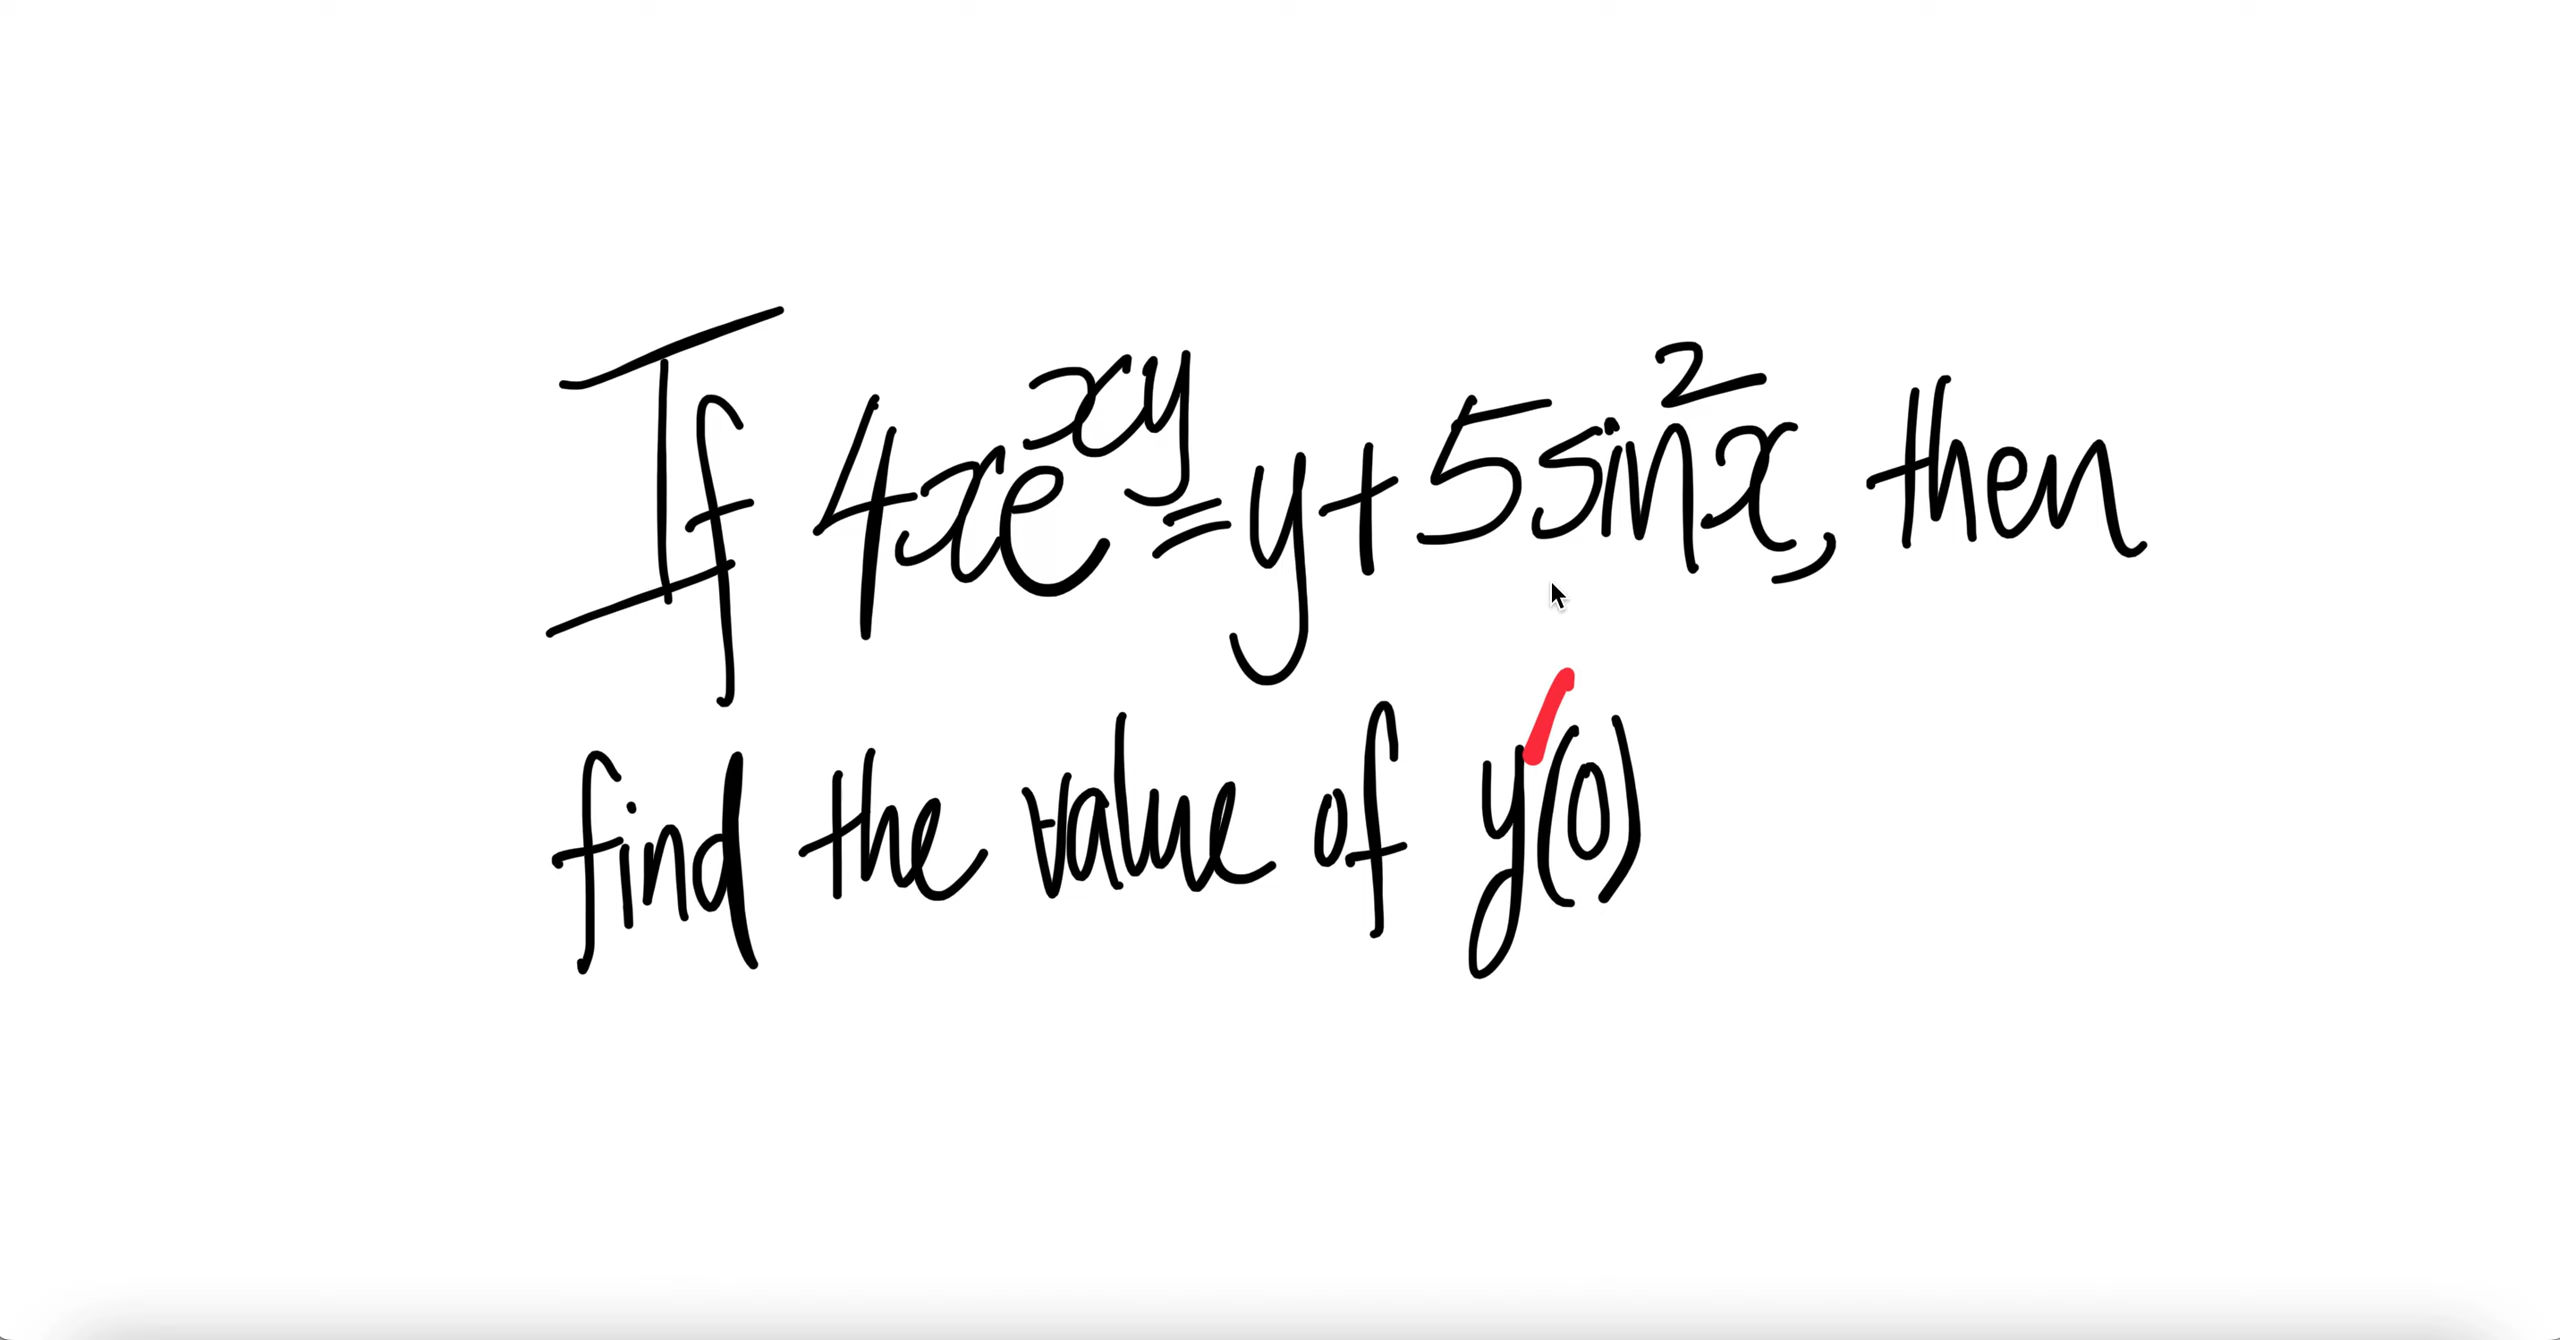 If 4xe^{xy} = y + 5sin²x, then
find the value of y'(0)